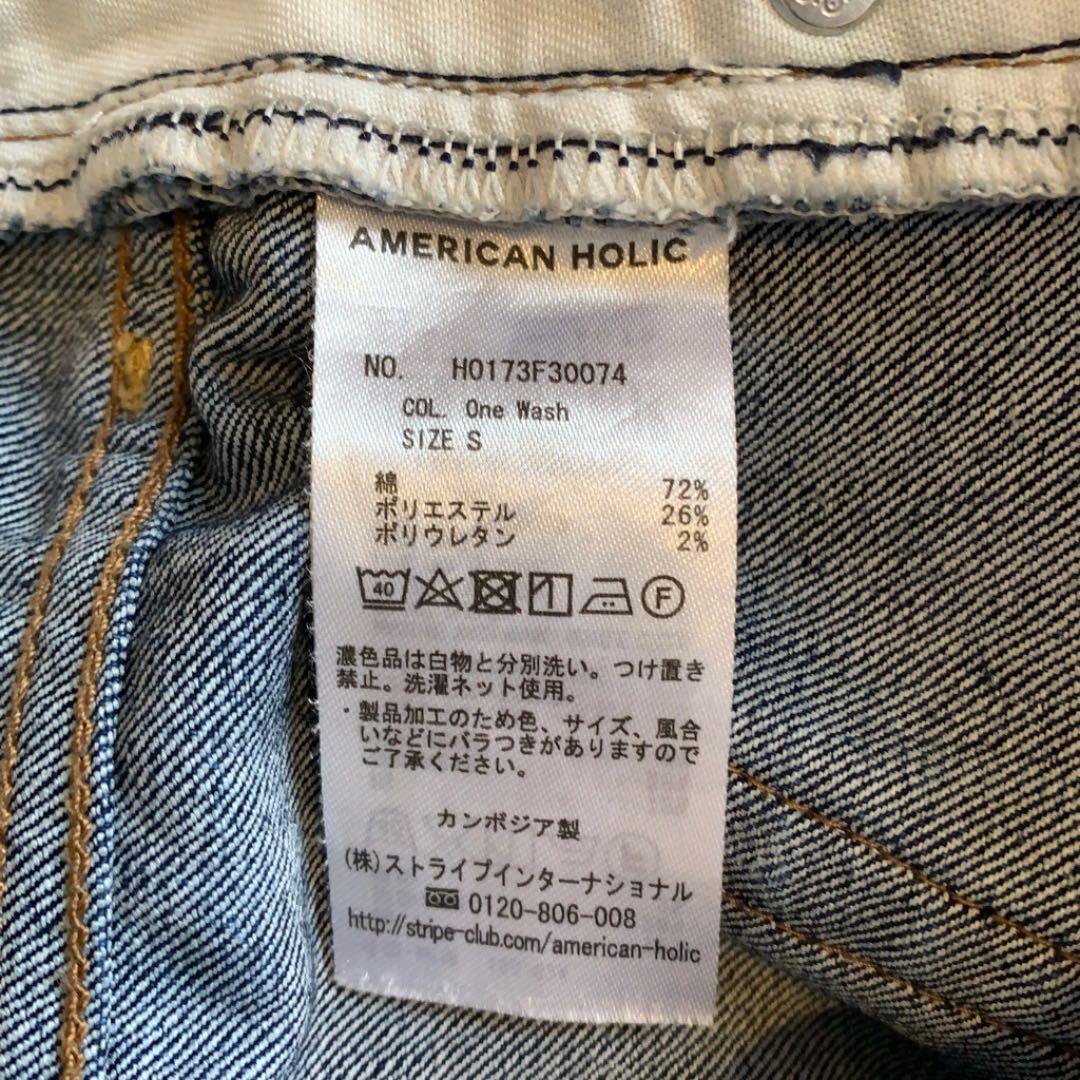 AMERICAN HOLIC
NO. H0173F30074
COL. One Wash
SIZE S
綿 72%
ポリエステル 26%
ポリウレタン 2%
40 F
濃色品は白物と分別洗い。つけ置き
禁止。洗濯ネット使用。
・製品加工のため色、サイズ、風合
いなどにバラつきがありますので
ご了承ください。
カンボジア製
(株)ストライプインターナショナル
0120-806-008
http://stripe-club.com/american-holic